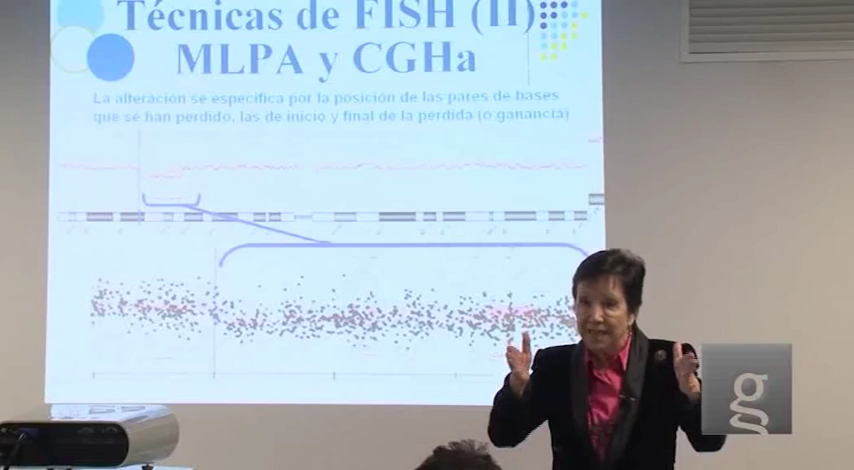 Técnicas de FISH (II)
MLPA y CGHa
La alteración se especifica por la posición de las pares de bases
que se han perdido, las de inicio y final de la perdida (o ganancia)
g